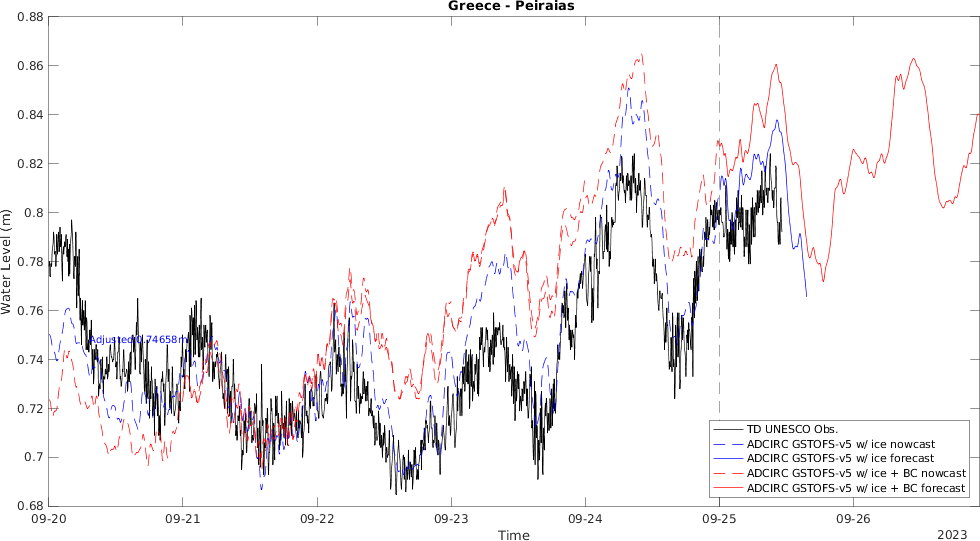 Greece - Peiraias
0.88
0.86
0.84
0.82
0.8
0.78
0.76
0.74
0.72
0.7
0.68
Water Level (m)
Adjusted 0.74658m
TD UNESCO Obs.
ADCIRC GSTOFS-v5 w/ ice nowcast
ADCIRC GSTOFS-v5 w/ ice forecast
ADCIRC GSTOFS-v5 w/ ice + BC nowcast
ADCIRC GSTOFS-v5 w/ ice + BC forecast
09-20 09-21 09-22 09-23 09-24 09-25 09-26
Time
2023